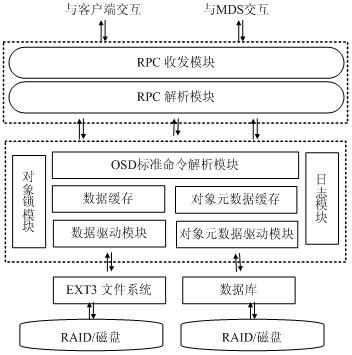 与客户端交互
与MDS交互
RPC 收发模块
RPC 解析模块
对象锁模块
OSD标准命令解析模块
日志模块
数据缓存
对象元数据缓存
数据驱动模块
对象元数据驱动模块
EXT3 文件系统
数据库
RAID/磁盘
RAID/磁盘